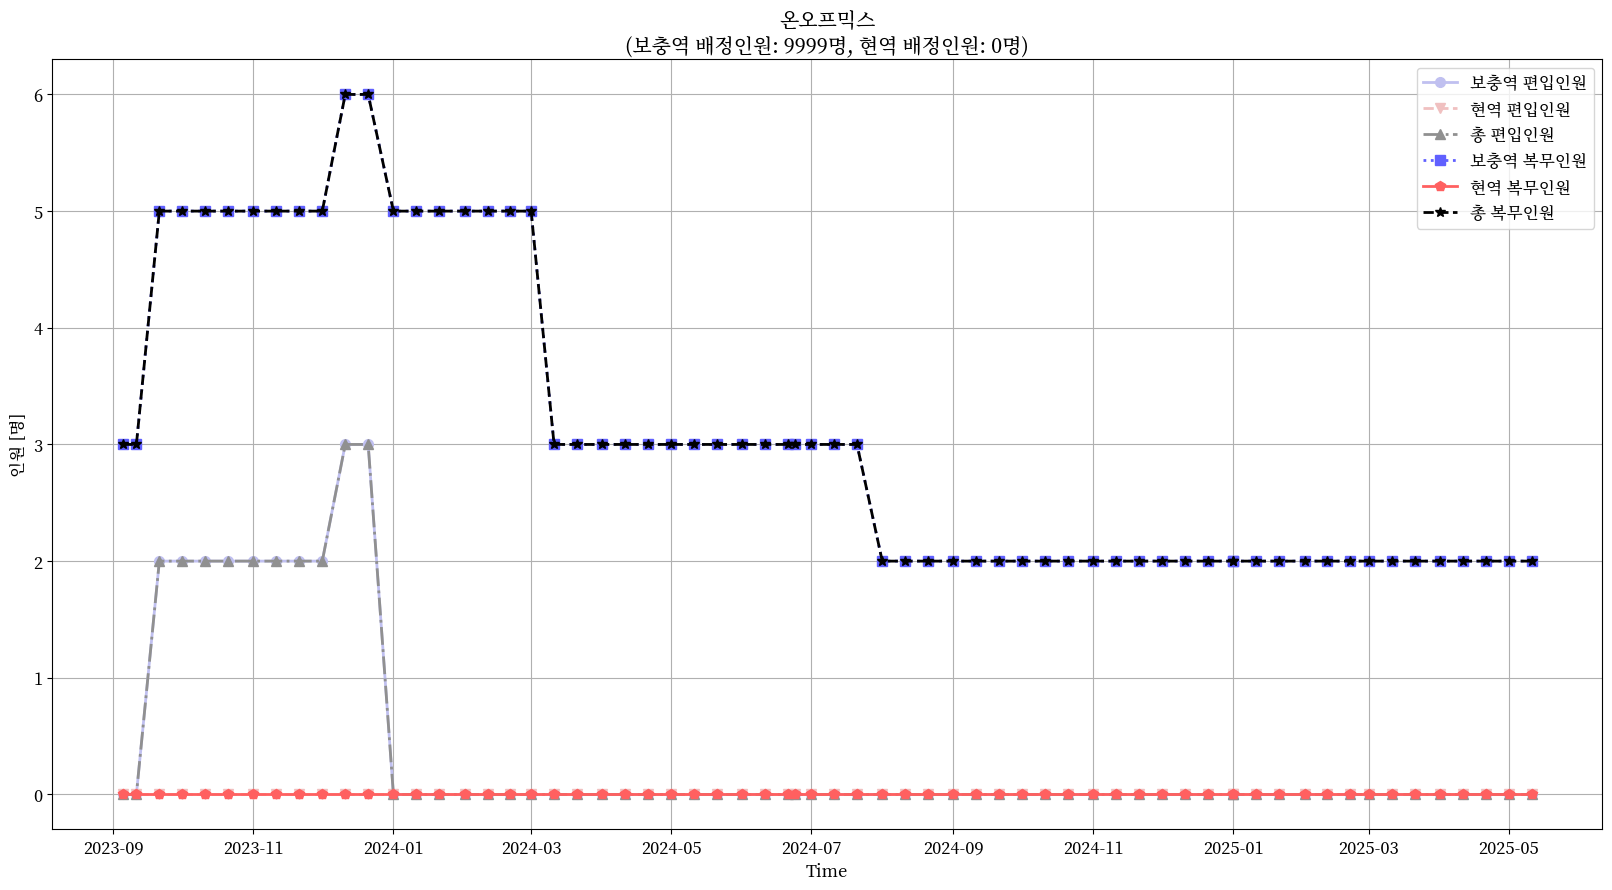 온오프믹스
(보충역 배정인원: 9999명, 현역 배정인원: 0명)
보충역 편입인원
현역 편입인원
총 편입인원
보충역 복무인원
현역 복무인원
총 복무인원
인원 [명]
6
5
4
3
2
1
0
2023-09 2023-11 2024-01 2024-03 2024-05 2024-07 2024-09 2024-11 2025-01 2025-03 2025-05
Time